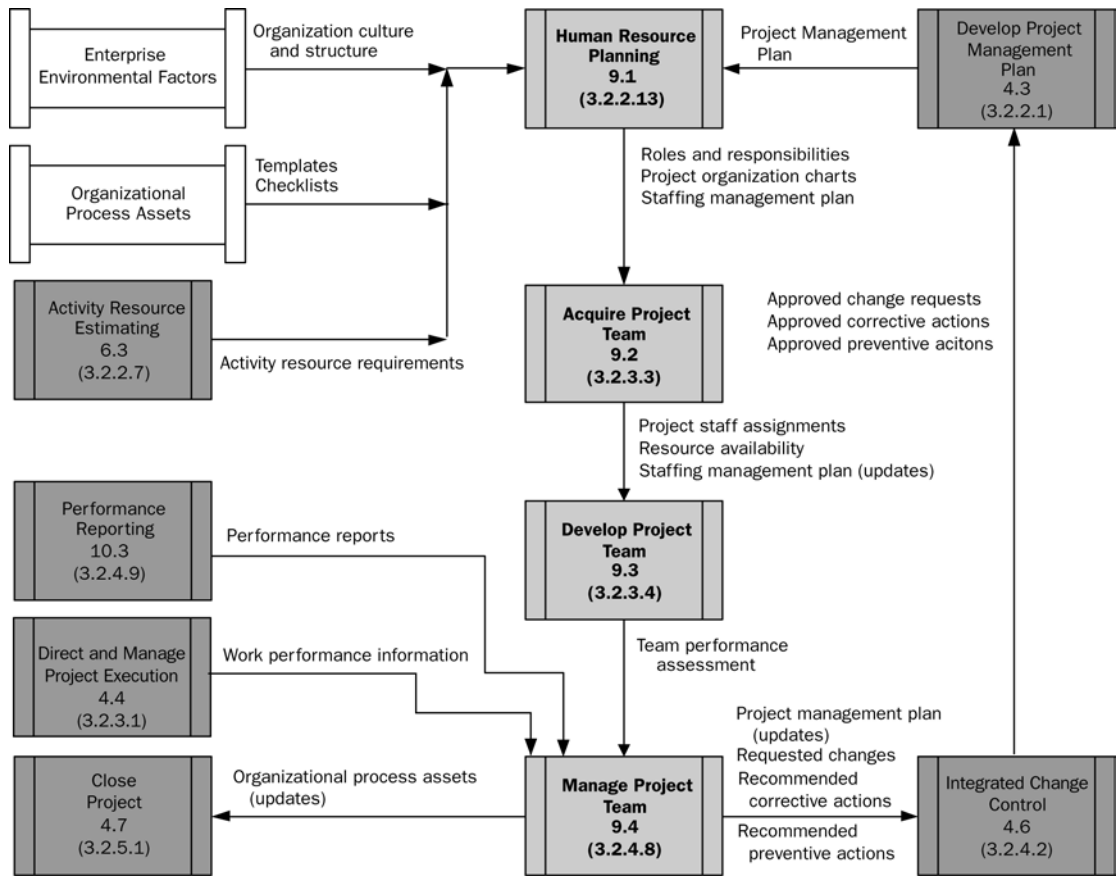 Enterprise
Environmental Factors
Organization culture
and structure
Human Resource
Planning
9.1
(3.2.2.13)
Project Management
Plan
Develop Project
Management
Plan
4.3
(3.2.2.1)
Organizational
Process Assets
Templates
Checklists
Roles and responsibilities
Project organization charts
Staffing management plan
Activity Resource
Estimating
6.3
(3.2.2.7)
Activity resource requirements
Acquire Project
Team
9.2
(3.2.3.3)
Approved change requests
Approved corrective actions
Approved preventive acitons
Project staff assignments
Resource availability
Staffing management plan (updates)
Performance
Reporting
10.3
(3.2.4.9)
Performance reports
Develop Project
Team
9.3
(3.2.3.4)
Direct and Manage
Project Execution
4.4
(3.2.3.1)
Work performance information
Team performance
assessment
Close
Project
4.7
(3.2.5.1)
Organizational process assets
(updates)
Manage Project
Team
9.4
(3.2.4.8)
Project management plan
(updates)
Requested changes
Recommended
corrective actions
Recommended
preventive actions
Integrated Change
Control
4.6
(3.2.4.2)